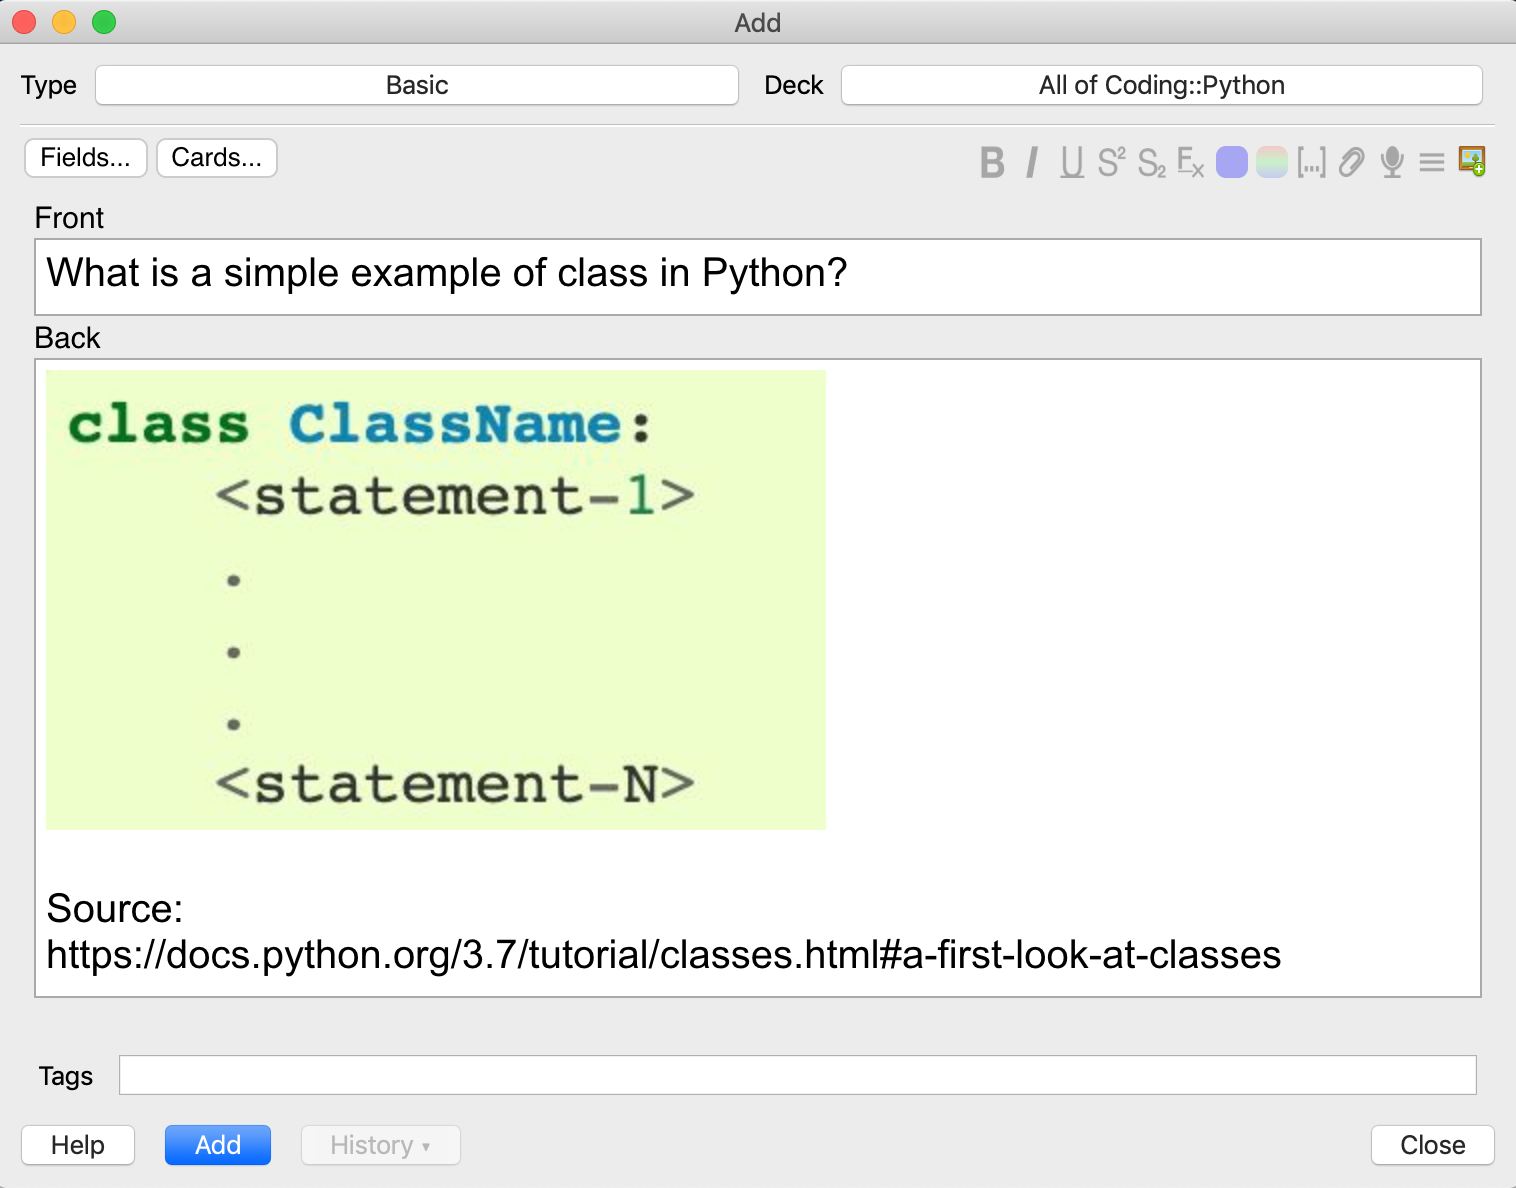 Add
Type Basic Deck All of Coding::Python
Fields... Cards... B I U S² S₂ Ex [...]
Front
What is a simple example of class in Python?
Back
class ClassName:
<statement-1>
.
.
.
<statement-N>
Source:
https://docs.python.org/3.7/tutorial/classes.html#a-first-look-at-classes
Tags
Help Add History ▾ Close